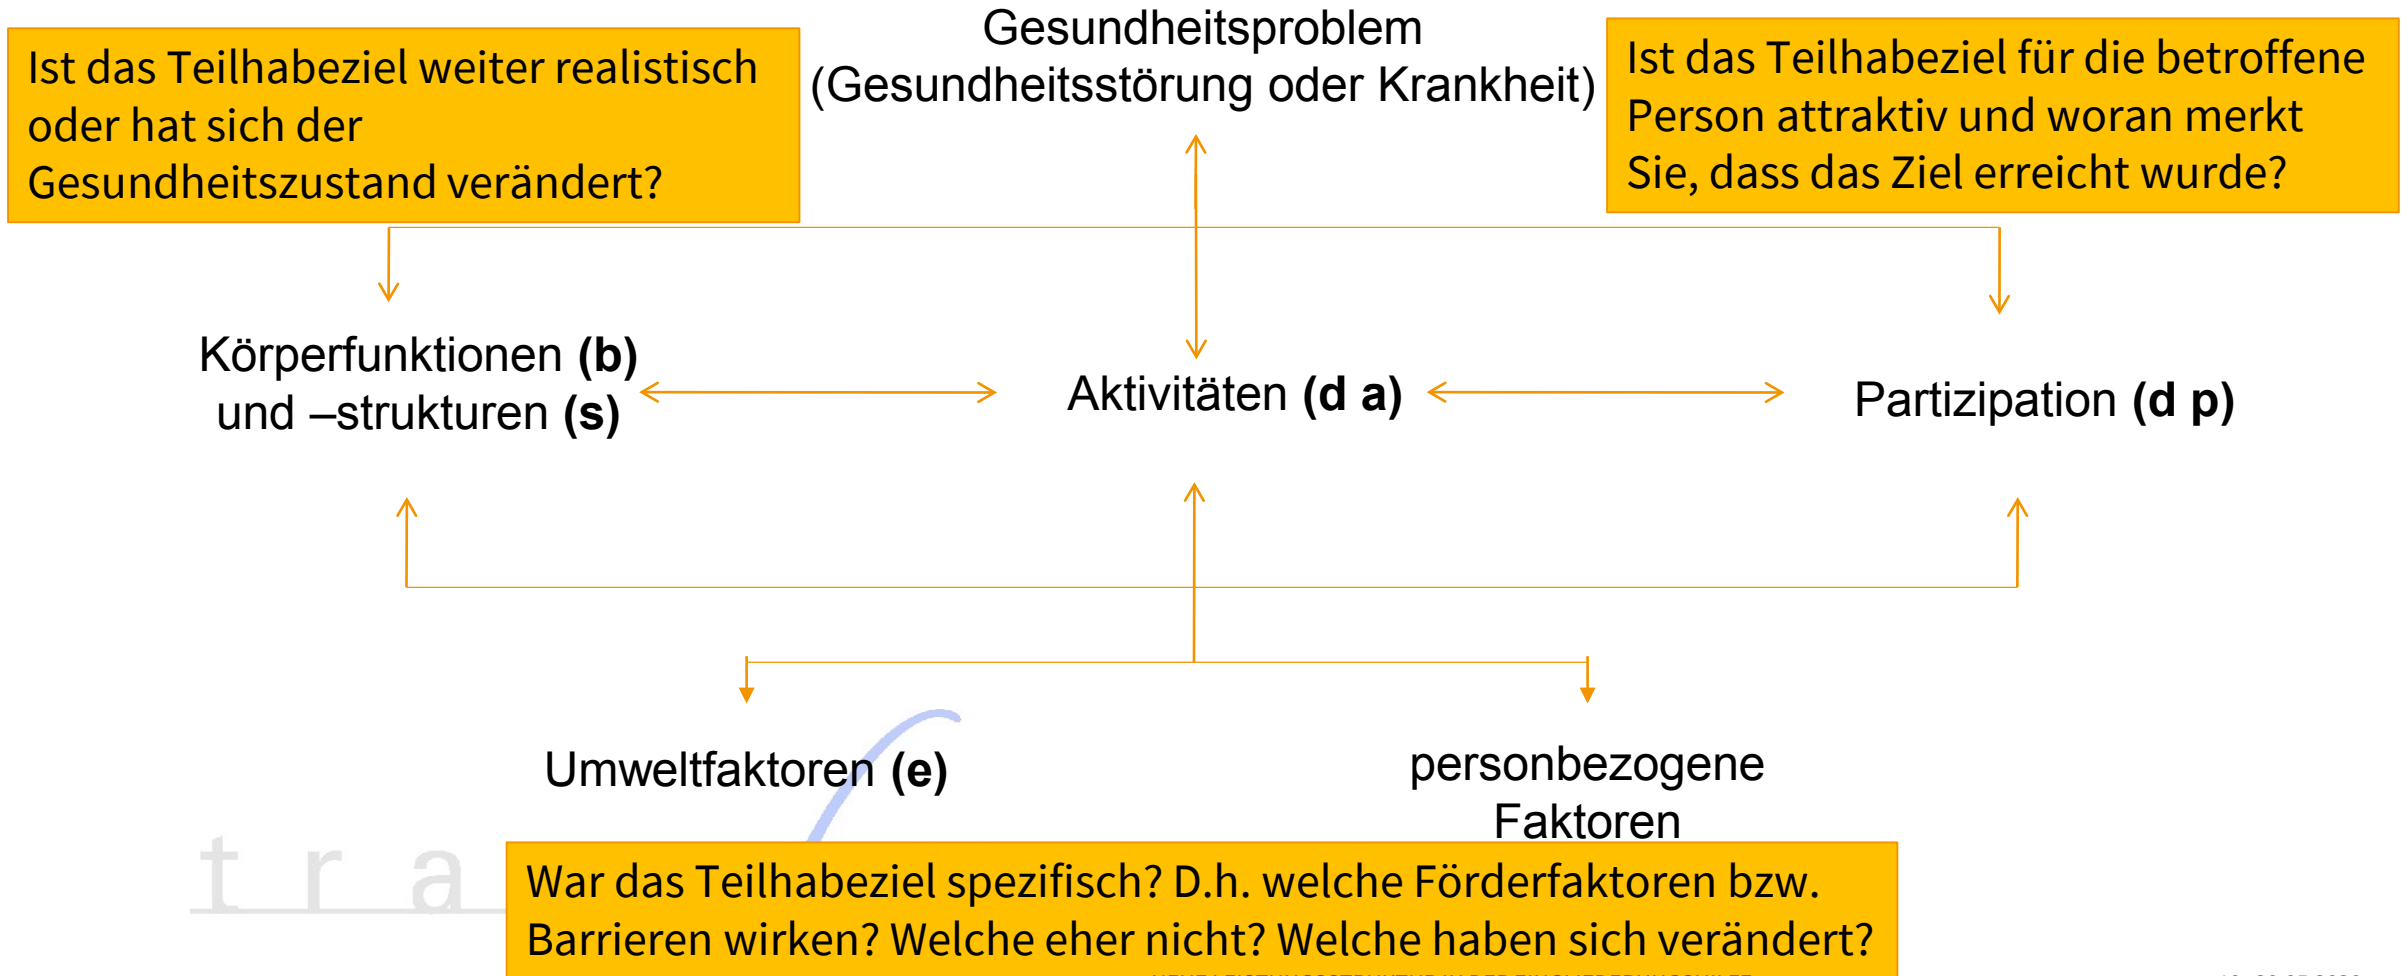 Gesundheitsproblem
(Gesundheitsstörung oder Krankheit)
Ist das Teilhabeziel weiter realistisch
oder hat sich der
Gesundheitszustand verändert?
Ist das Teilhabeziel für die betroffene
Person attraktiv und woran merkt
Sie, dass das Ziel erreicht wurde?
Körperfunktionen (b)
und –strukturen (s)
Aktivitäten (d a)
Partizipation (d p)
Umweltfaktoren (e)
personbezogene
Faktoren
t r a
War das Teilhabeziel spezifisch? D.h. welche Förderfaktoren bzw.
Barrieren wirken? Welche eher nicht? Welche haben sich verändert?